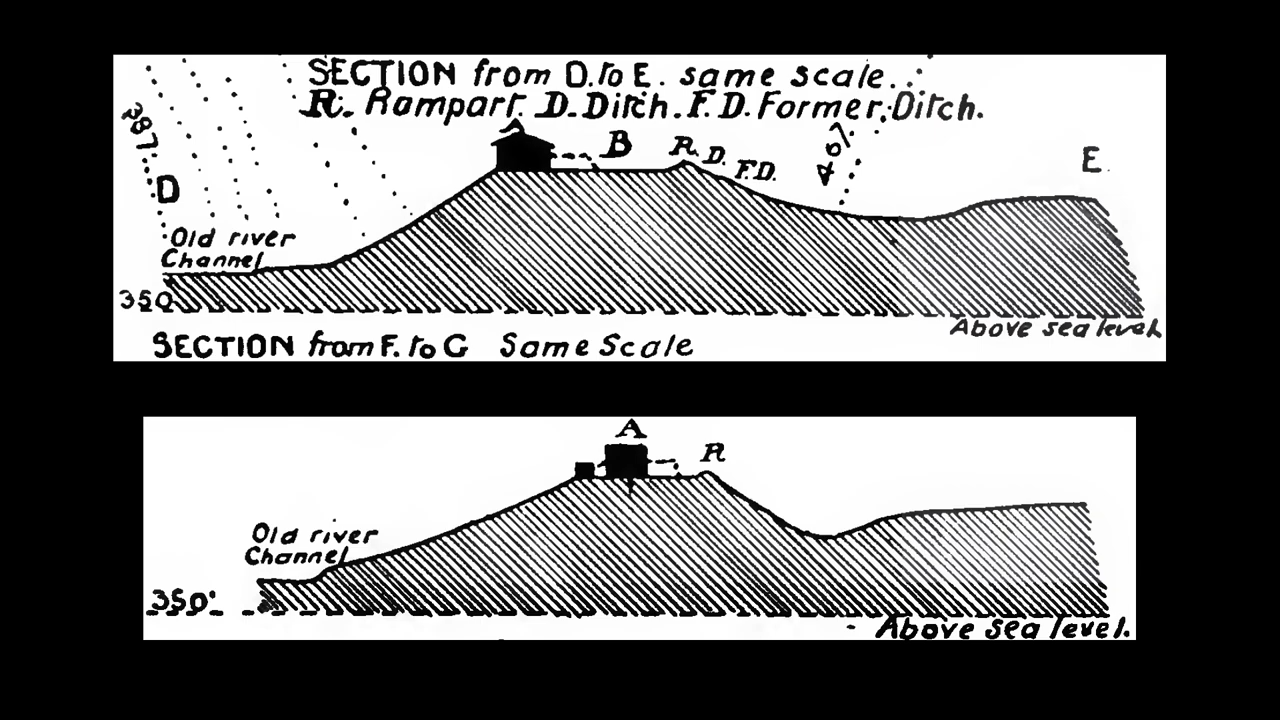 SECTION from D. to E. same scale.
R. Rampart. D. Ditch. F. D. Former Ditch.
387
A
B
R. D.
F.D.
407
E
D
Old river
Channel
350
Above sea level
SECTION from F. to G Same Scale
A
R
Old river
Channel
350'
Above sea level.